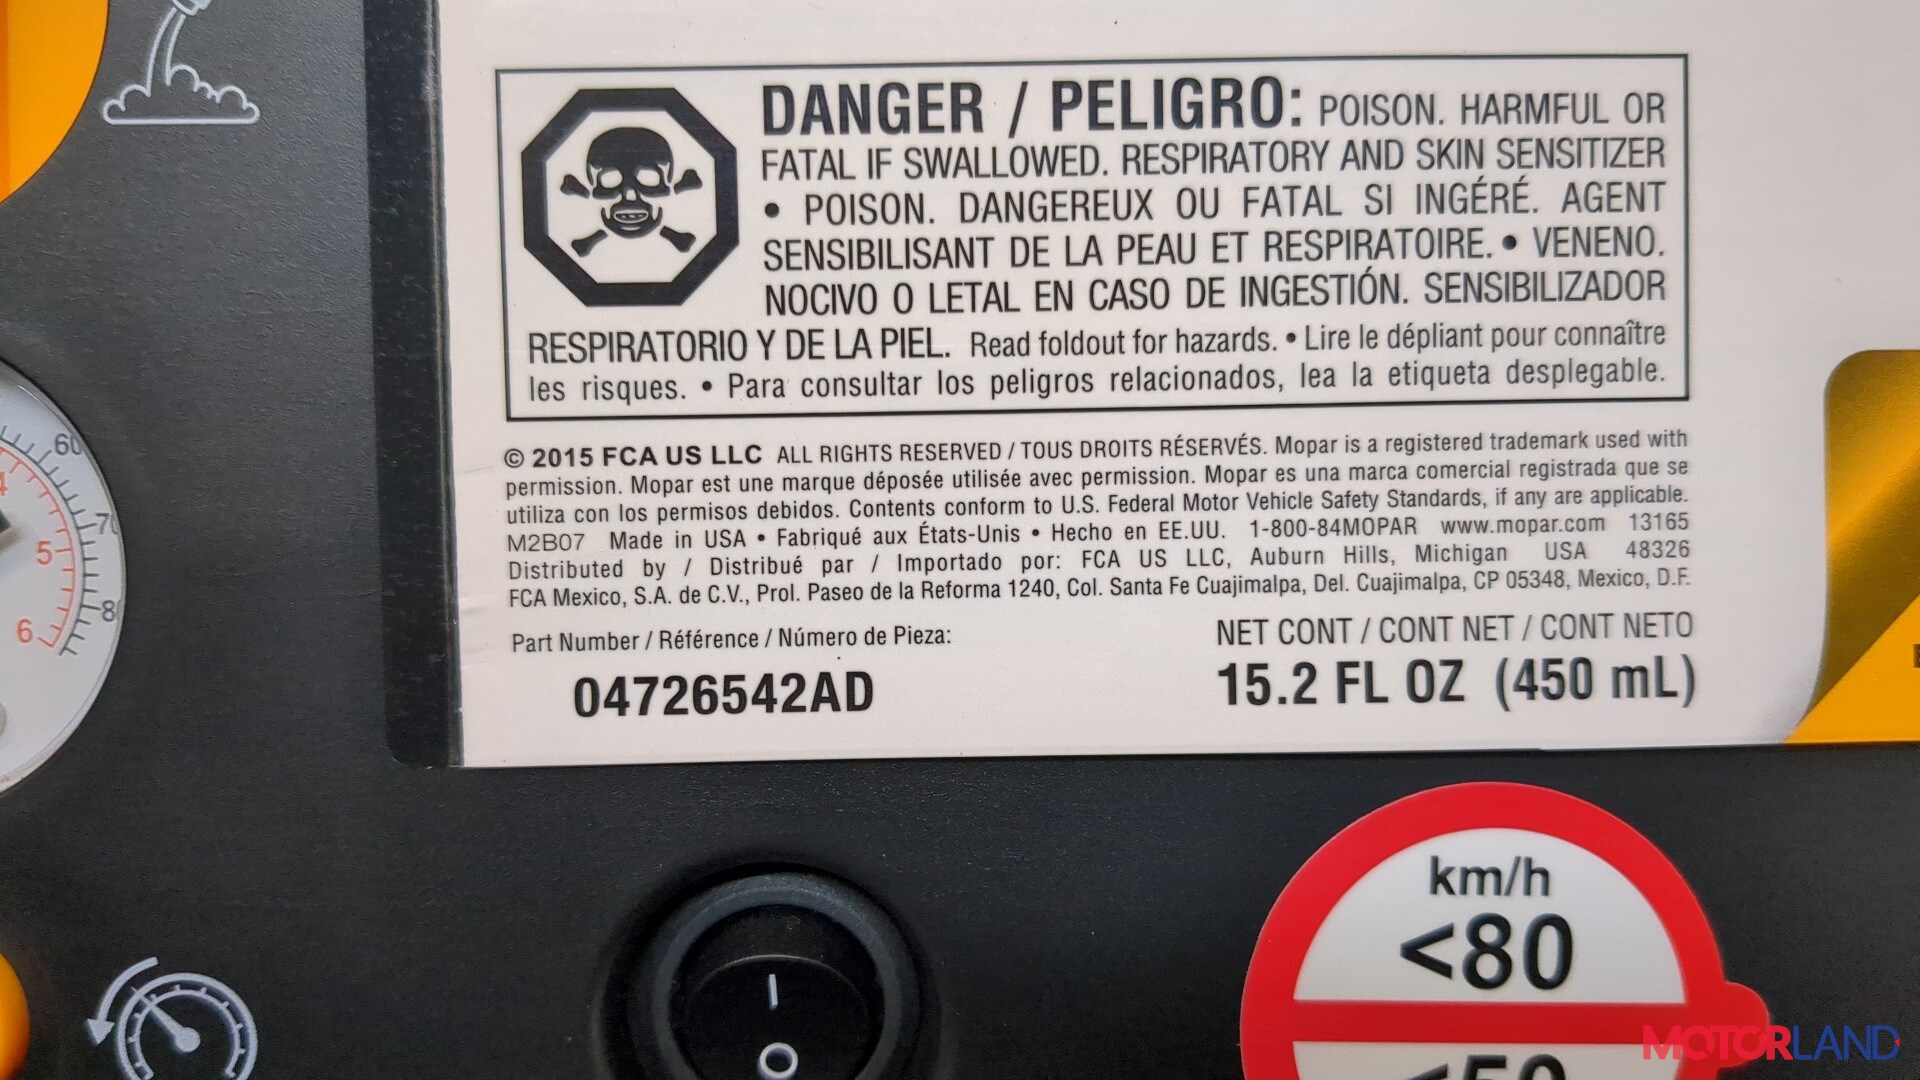 DANGER / PELIGRO: POISON. HARMFUL OR
FATAL IF SWALLOWED. RESPIRATORY AND SKIN SENSITIZER
• POISON. DANGEREUX OU FATAL SI INGÉRÉ. AGENT
SENSIBILISANT DE LA PEAU ET RESPIRATOIRE. • VENENO.
NOCIVO O LETAL EN CASO DE INGESTIÓN. SENSIBILIZADOR
RESPIRATORIO Y DE LA PIEL. Read foldout for hazards. • Lire le dépliant pour connaître
les risques. • Para consultar los peligros relacionados, lea la etiqueta desplegable.
© 2015 FCA US LLC ALL RIGHTS RESERVED / TOUS DROITS RÉSERVÉS. Mopar is a registered trademark used with
permission. Mopar est une marque déposée utilisée avec permission. Mopar es una marca comercial registrada que se
utiliza con los permisos debidos. Contents conform to U.S. Federal Motor Vehicle Safety Standards, if any are applicable.
M2B07 Made in USA • Fabriqué aux États-Unis • Hecho en EE.UU. 1-800-84MOPAR www.mopar.com 13165
Distributed by / Distribué par / Importado por: FCA US LLC, Auburn Hills, Michigan USA 48326
FCA Mexico, S.A. de C.V., Prol. Paseo de la Reforma 1240, Col. Santa Fe Cuajimalpa, Del. Cuajimalpa, CP 05348, Mexico, D.F.
Part Number / Référence / Número de Pieza:
04726542AD
NET CONT / CONT NET / CONT NETO
15.2 FL OZ (450 mL)
60
5
6
8
km/h
<80
<50
MOTORLAND